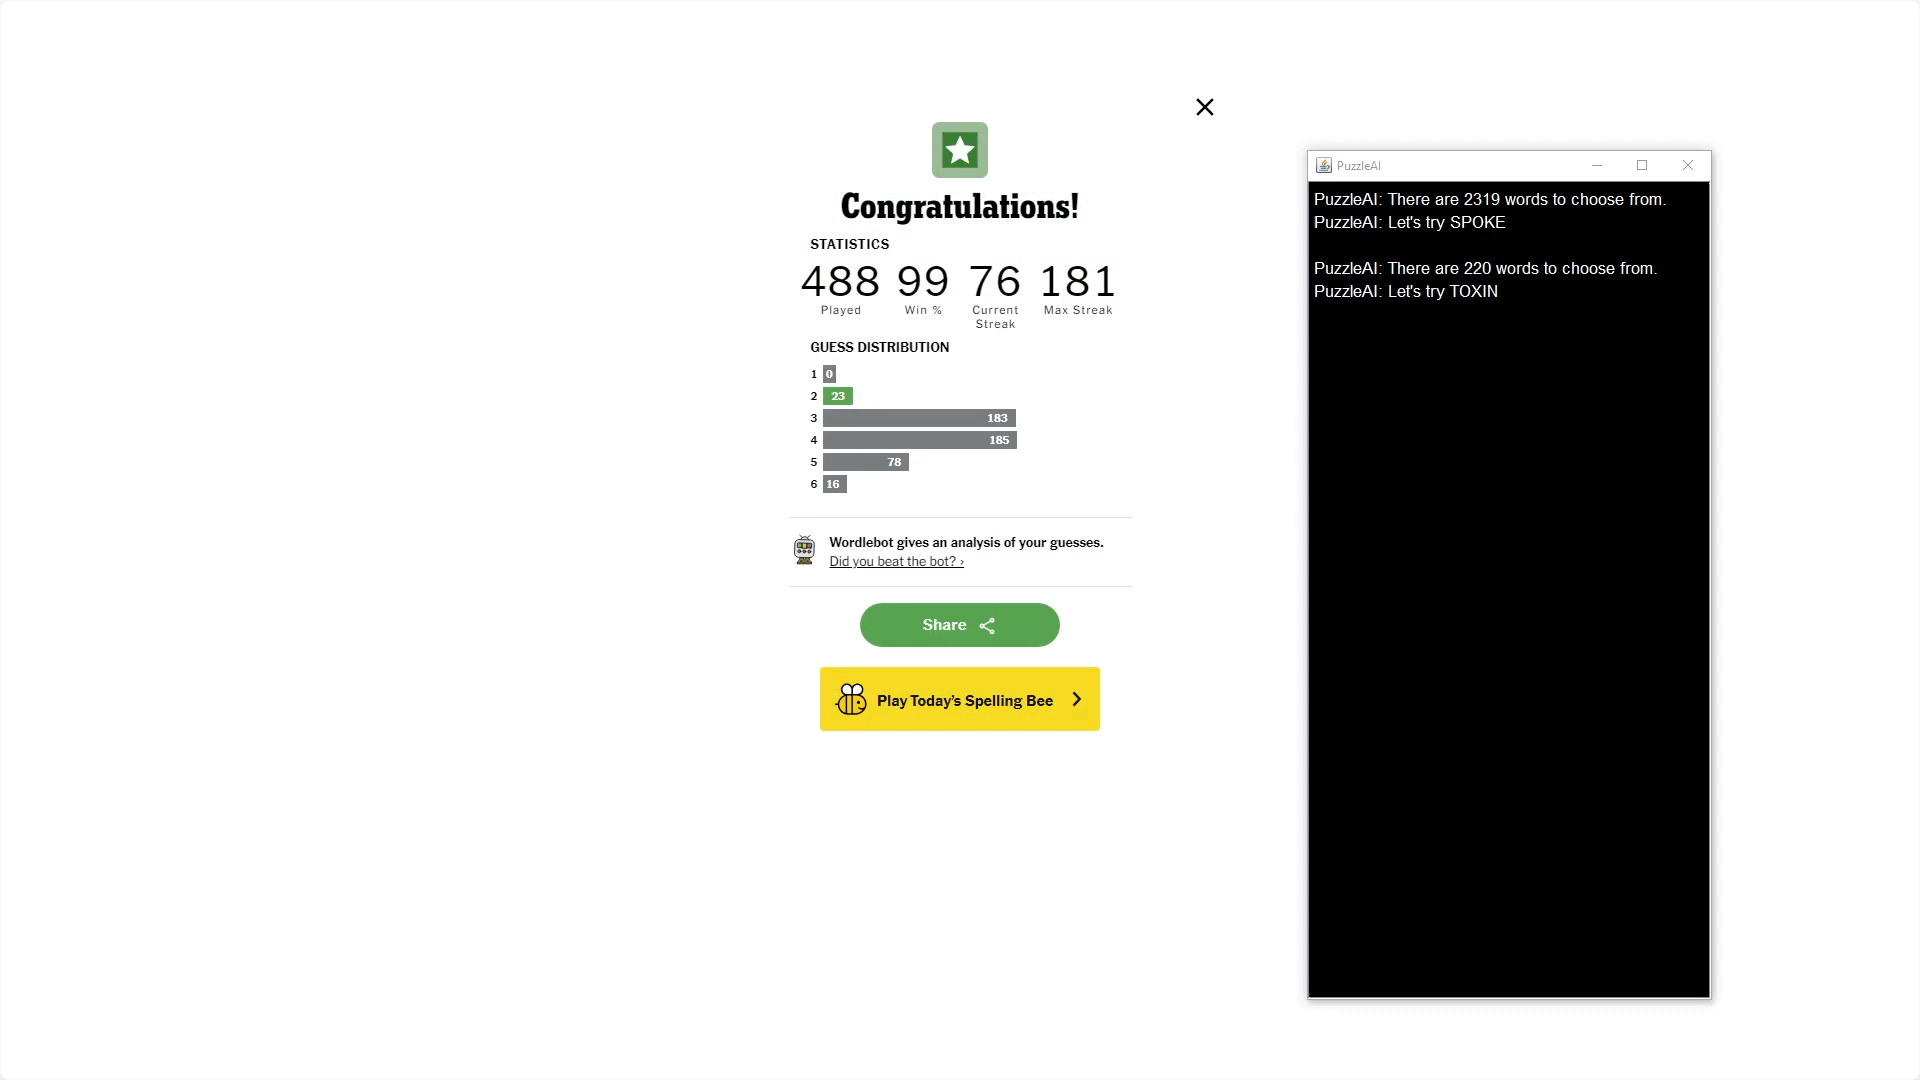 Congratulations!
STATISTICS
488 99 76 181
Played Win % Current Streak Max Streak
GUESS DISTRIBUTION
1 0
2 23
3 183
4 185
5 78
6 16
Wordlebot gives an analysis of your guesses.
Did you beat the bot? ›
Share
Play Today's Spelling Bee
PuzzleAI
PuzzleAI: There are 2319 words to choose from.
PuzzleAI: Let's try SPOKE
PuzzleAI: There are 220 words to choose from.
PuzzleAI: Let's try TOXIN